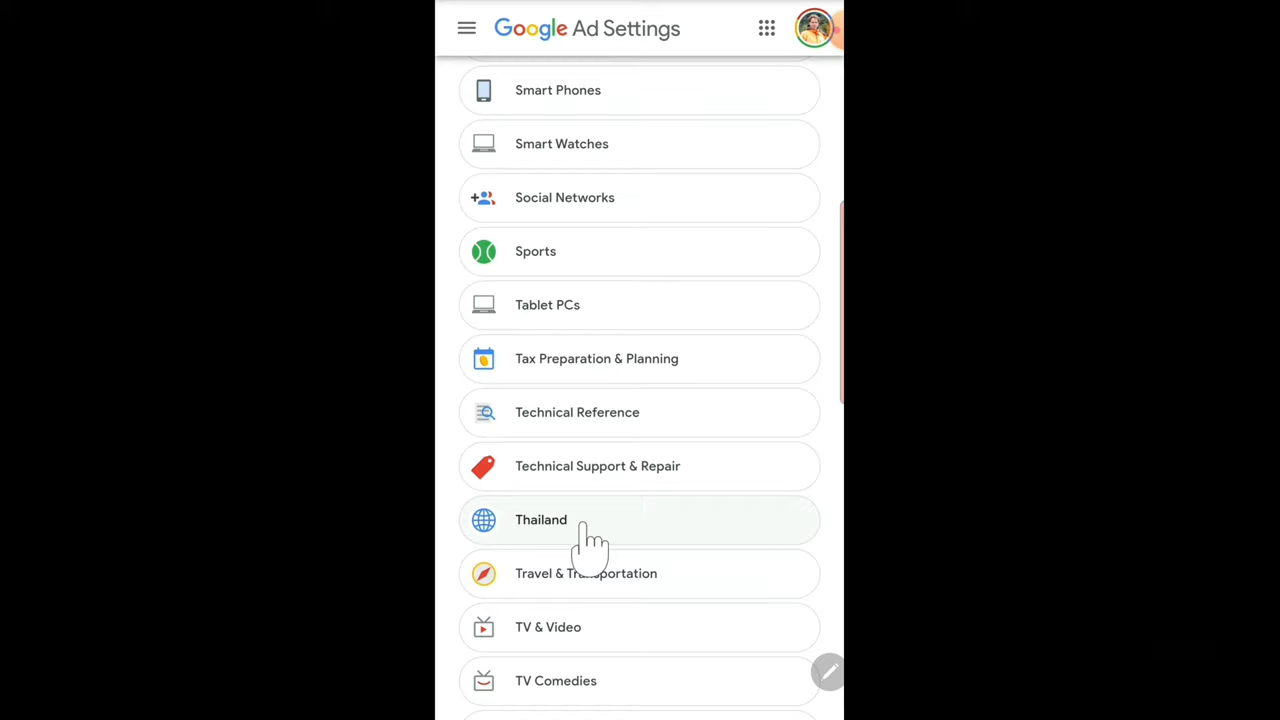 Google Ad Settings
Smart Phones
Smart Watches
Social Networks
Sports
Tablet PCs
Tax Preparation & Planning
Technical Reference
Technical Support & Repair
Thailand
Travel & Transportation
TV & Video
TV Comedies